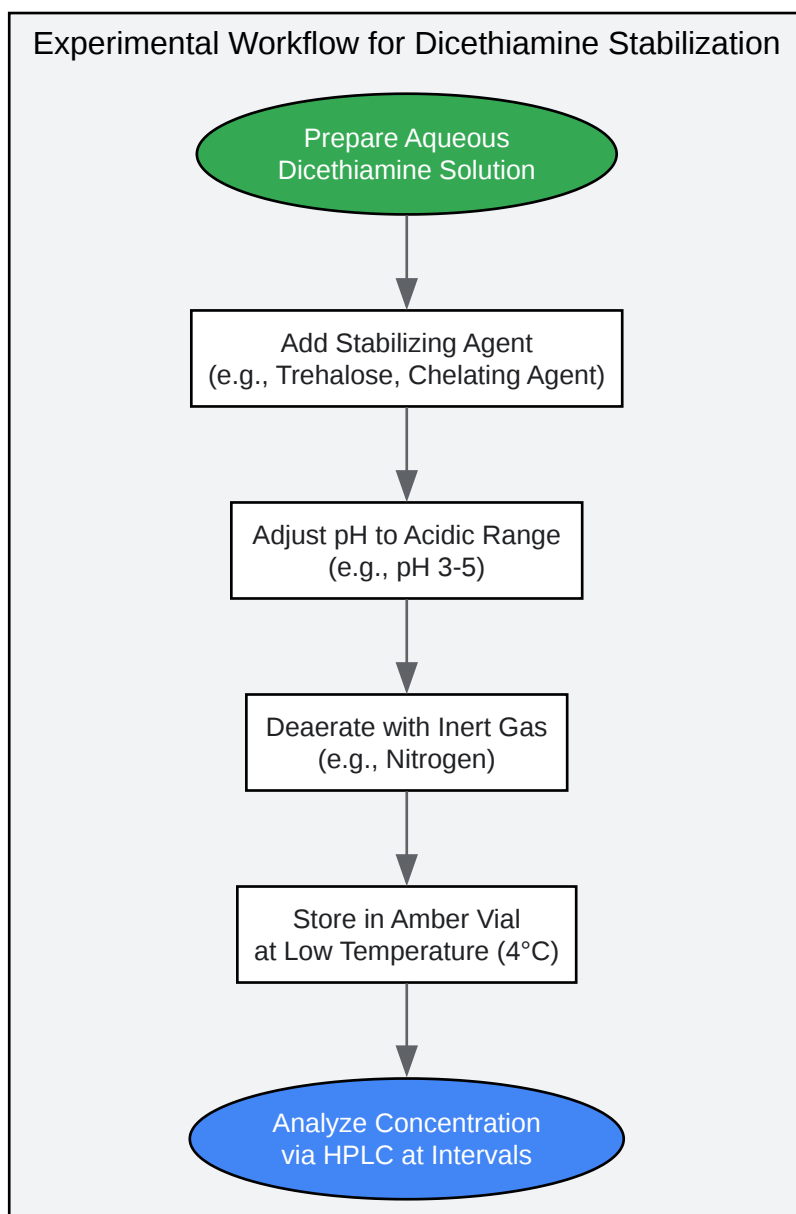 Experimental Workflow for Dicethiamine Stabilization
Prepare Aqueous
Dicethiamine Solution
Add Stabilizing Agent
(e.g., Trehalose, Chelating Agent)
Adjust pH to Acidic Range
(e.g., pH 3-5)
Deaerate with Inert Gas
(e.g., Nitrogen)
Store in Amber Vial
at Low Temperature (4°C)
Analyze Concentration
via HPLC at Intervals